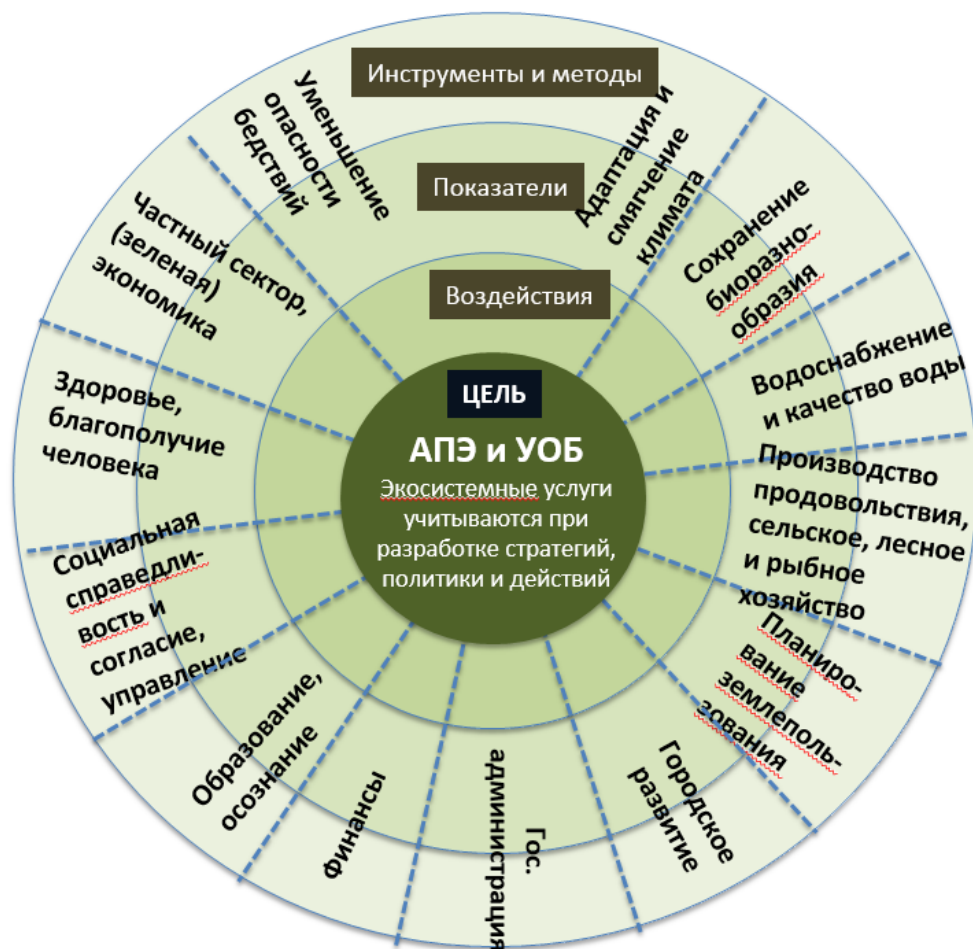 Инструменты и методы
Показатели
Воздействия
ЦЕЛЬ
АПЭ и УОБ
Экосистемные услуги
учитываются при
разработке стратегий,
политики и действий
Уменьшение
опасности
бедствий
Адаптация и
смягчение
климата
Сохранение
биоразно-
образия
Водоснабжение
и качество воды
Производство
продовольствия,
сельское, лесное
и рыбное
хозяйство
Планиро-
вание
землеполь-
зования
Городское
развитие
Гос.
администрация
Финансы
Образование,
осознание
Социальная
справедли-
вость и
согласие,
управление
Здоровье,
благополучие
человека
Частный сектор,
(зеленая)
экономика